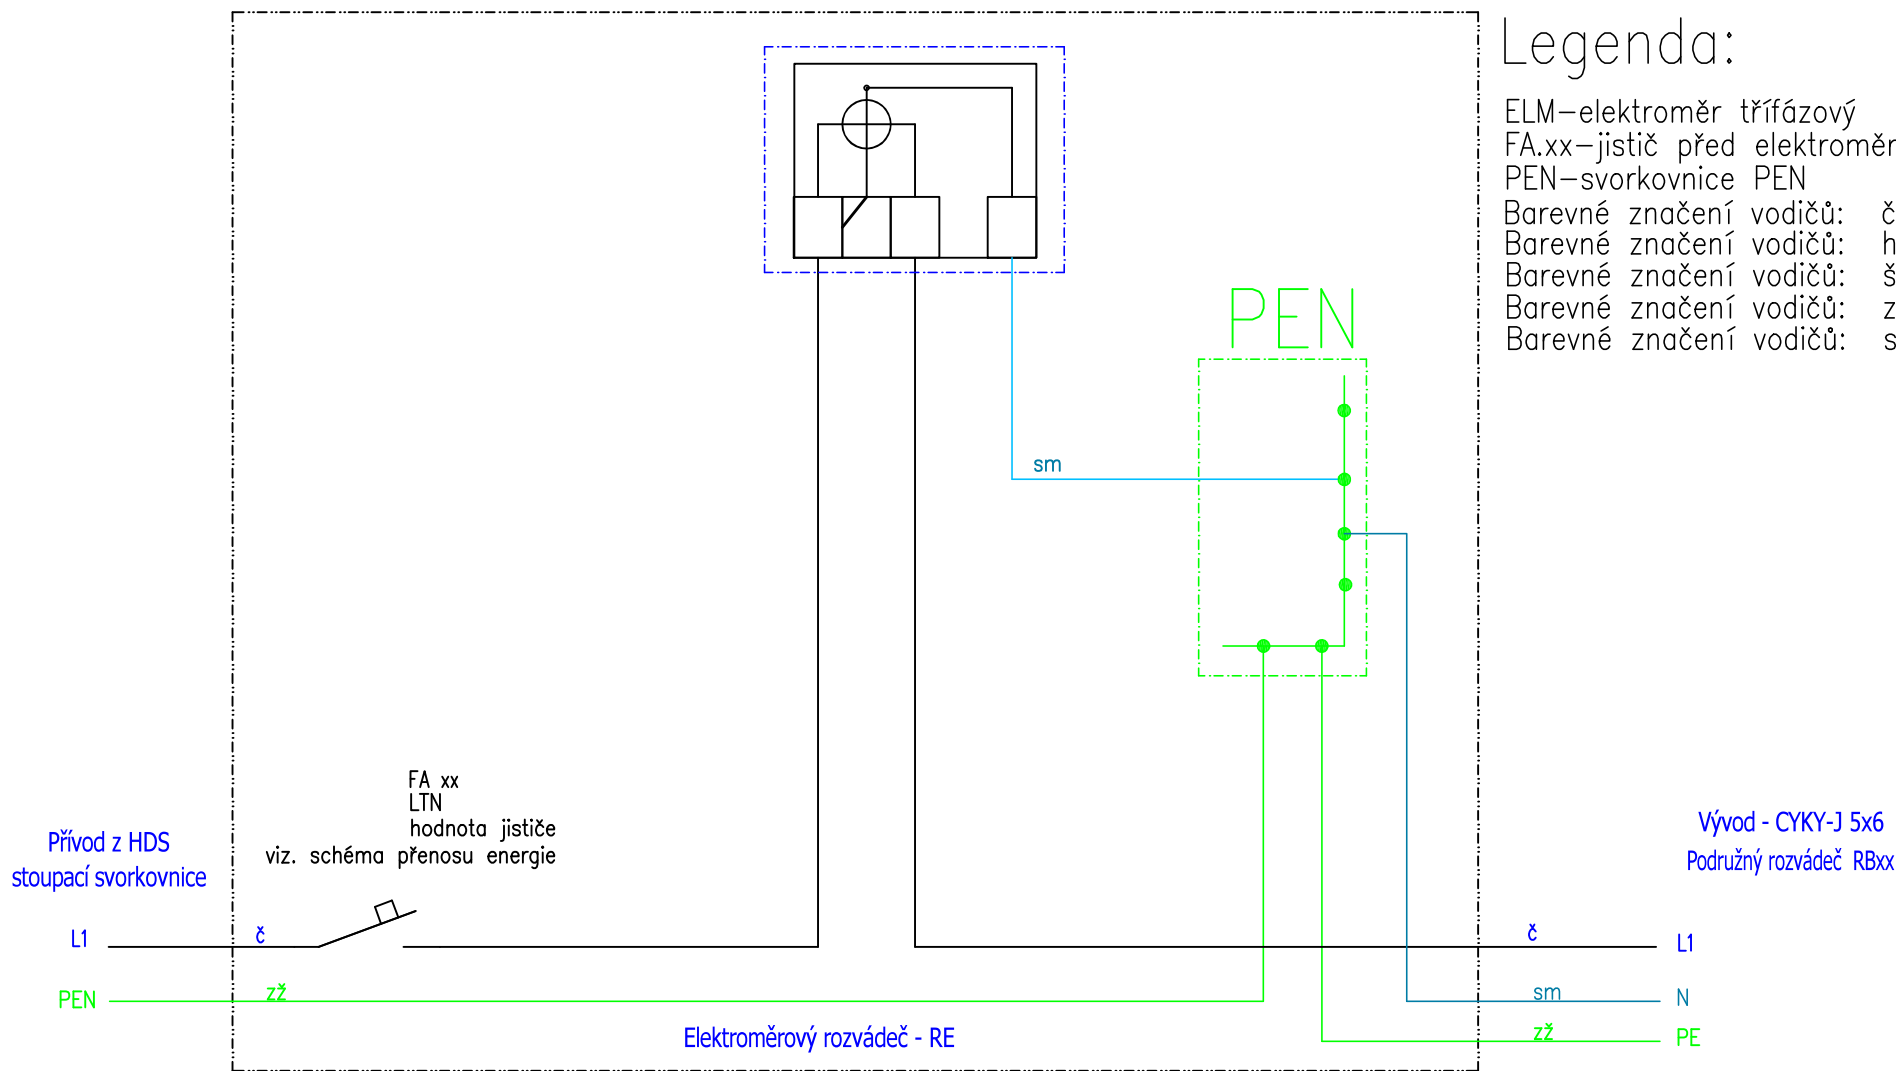 Legenda:
ELM-elektroměr třífázový
FA.xx-jistič před elektroměr
PEN-svorkovnice PEN
Barevné značení vodičů: č
Barevné značení vodičů: h
Barevné značení vodičů: š
Barevné značení vodičů: z
Barevné značení vodičů: s
PEN
sm
FA xx
LTN
hodnota jističe
viz. schéma přenosu energie
Přívod z HDS
stoupací svorkovnice
Vývod - CYKY-J 5x6
Podružný rozváděč RBxx
L1
č
č
L1
PEN
zž
sm
N
Elektroměrový rozváděč - RE
zž
PE